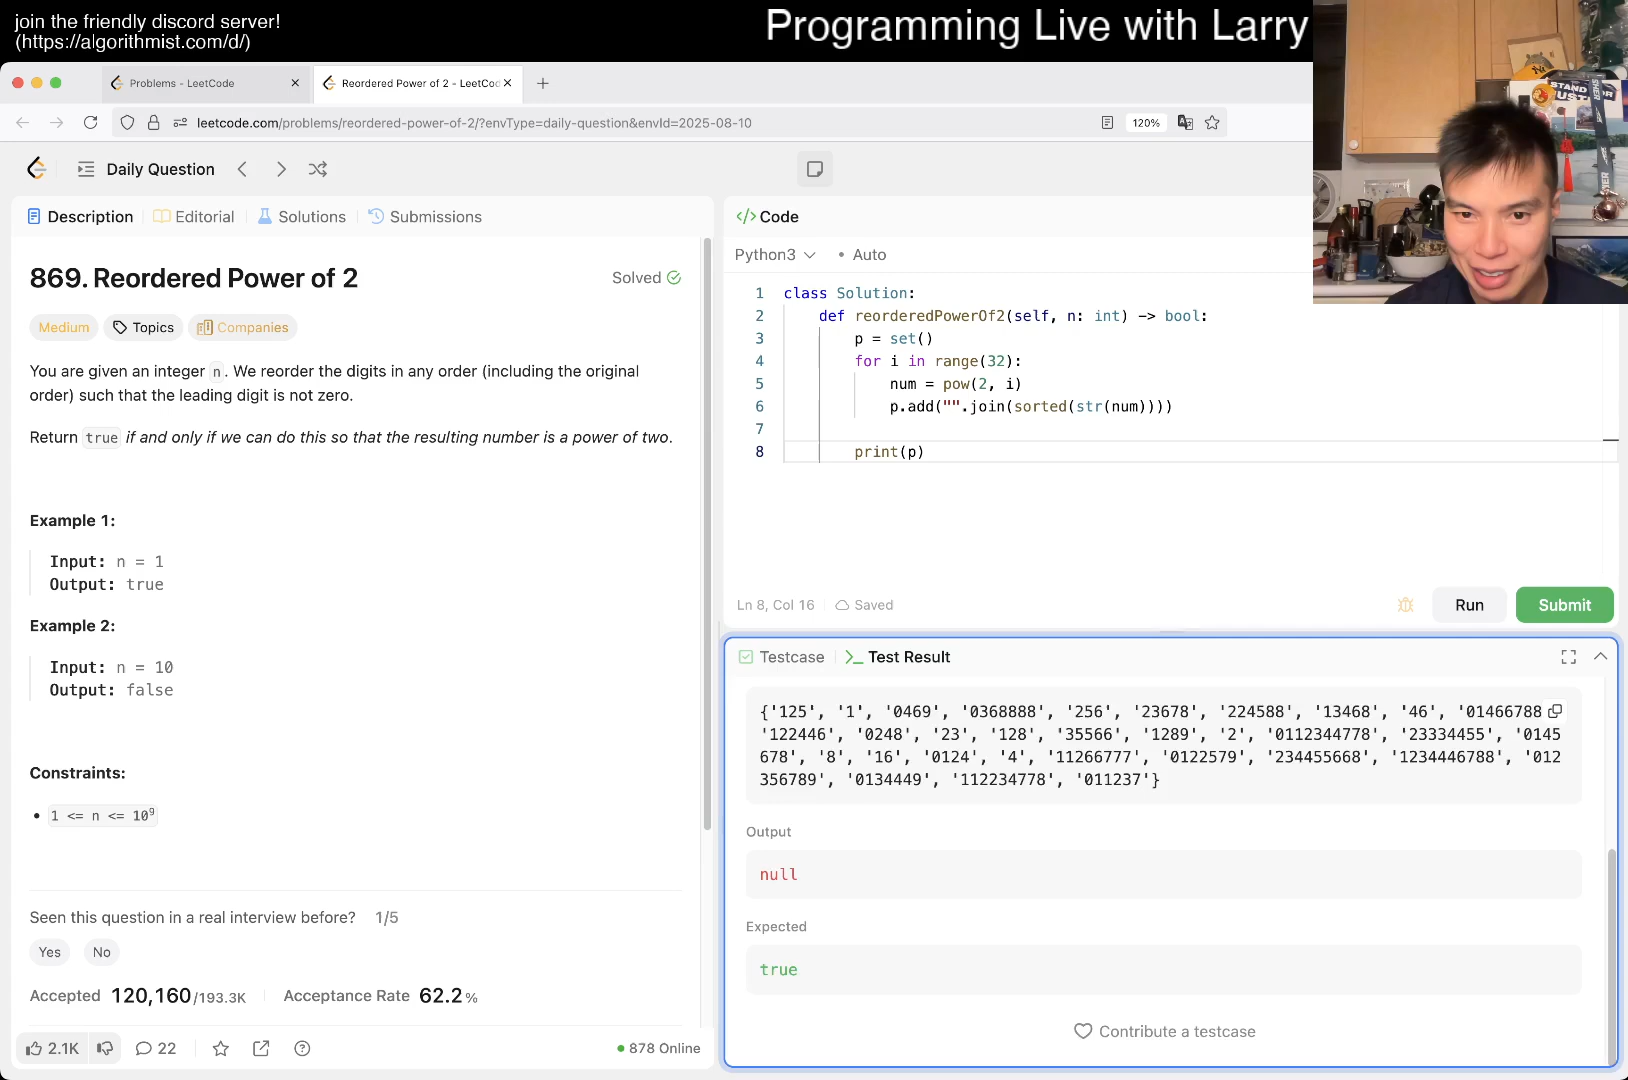 join the friendly discord server!
(https://algorithmist.com/d/)
Programming Live with Larry
Problems - LeetCode
Reordered Power of 2 - LeetCo
leetcode.com/problems/reordered-power-of-2/?envType=daily-question&envId=2025-08-10
120%
Daily Question
Description
Editorial
Solutions
Submissions
869. Reordered Power of 2
Solved
Medium
Topics
Companies
You are given an integer n. We reorder the digits in any order (including the original
order) such that the leading digit is not zero.
Return true if and only if we can do this so that the resulting number is a power of two.
Example 1:
Input: n = 1
Output: true
Example 2:
Input: n = 10
Output: false
Constraints:
1 <= n <= 10⁹
Seen this question in a real interview before? 1/5
Yes
No
Accepted 120,160/193.3K
Acceptance Rate 62.2%
2.1K
22
878 Online
</> Code
Python3
Auto
1 class Solution:
2 def reorderedPowerOf2(self, n: int) -> bool:
3 p = set()
4 for i in range(32):
5 num = pow(2, i)
6 p.add("".join(sorted(str(num))))
7
8 print(p)
Ln 8, Col 16
Saved
Run
Submit
Testcase
>_ Test Result
{'125', '1', '0469', '0368888', '256', '23678', '224588', '13468', '46', '01466788
'122446', '0248', '23', '128', '35566', '1289', '2', '0112344778', '23334455', '0145
678', '8', '16', '0124', '4', '11266777', '0122579', '234455668', '1234446788', '012
356789', '0134449', '112234778', '011237'}
Output
null
Expected
true
Contribute a testcase
STAND
FOR